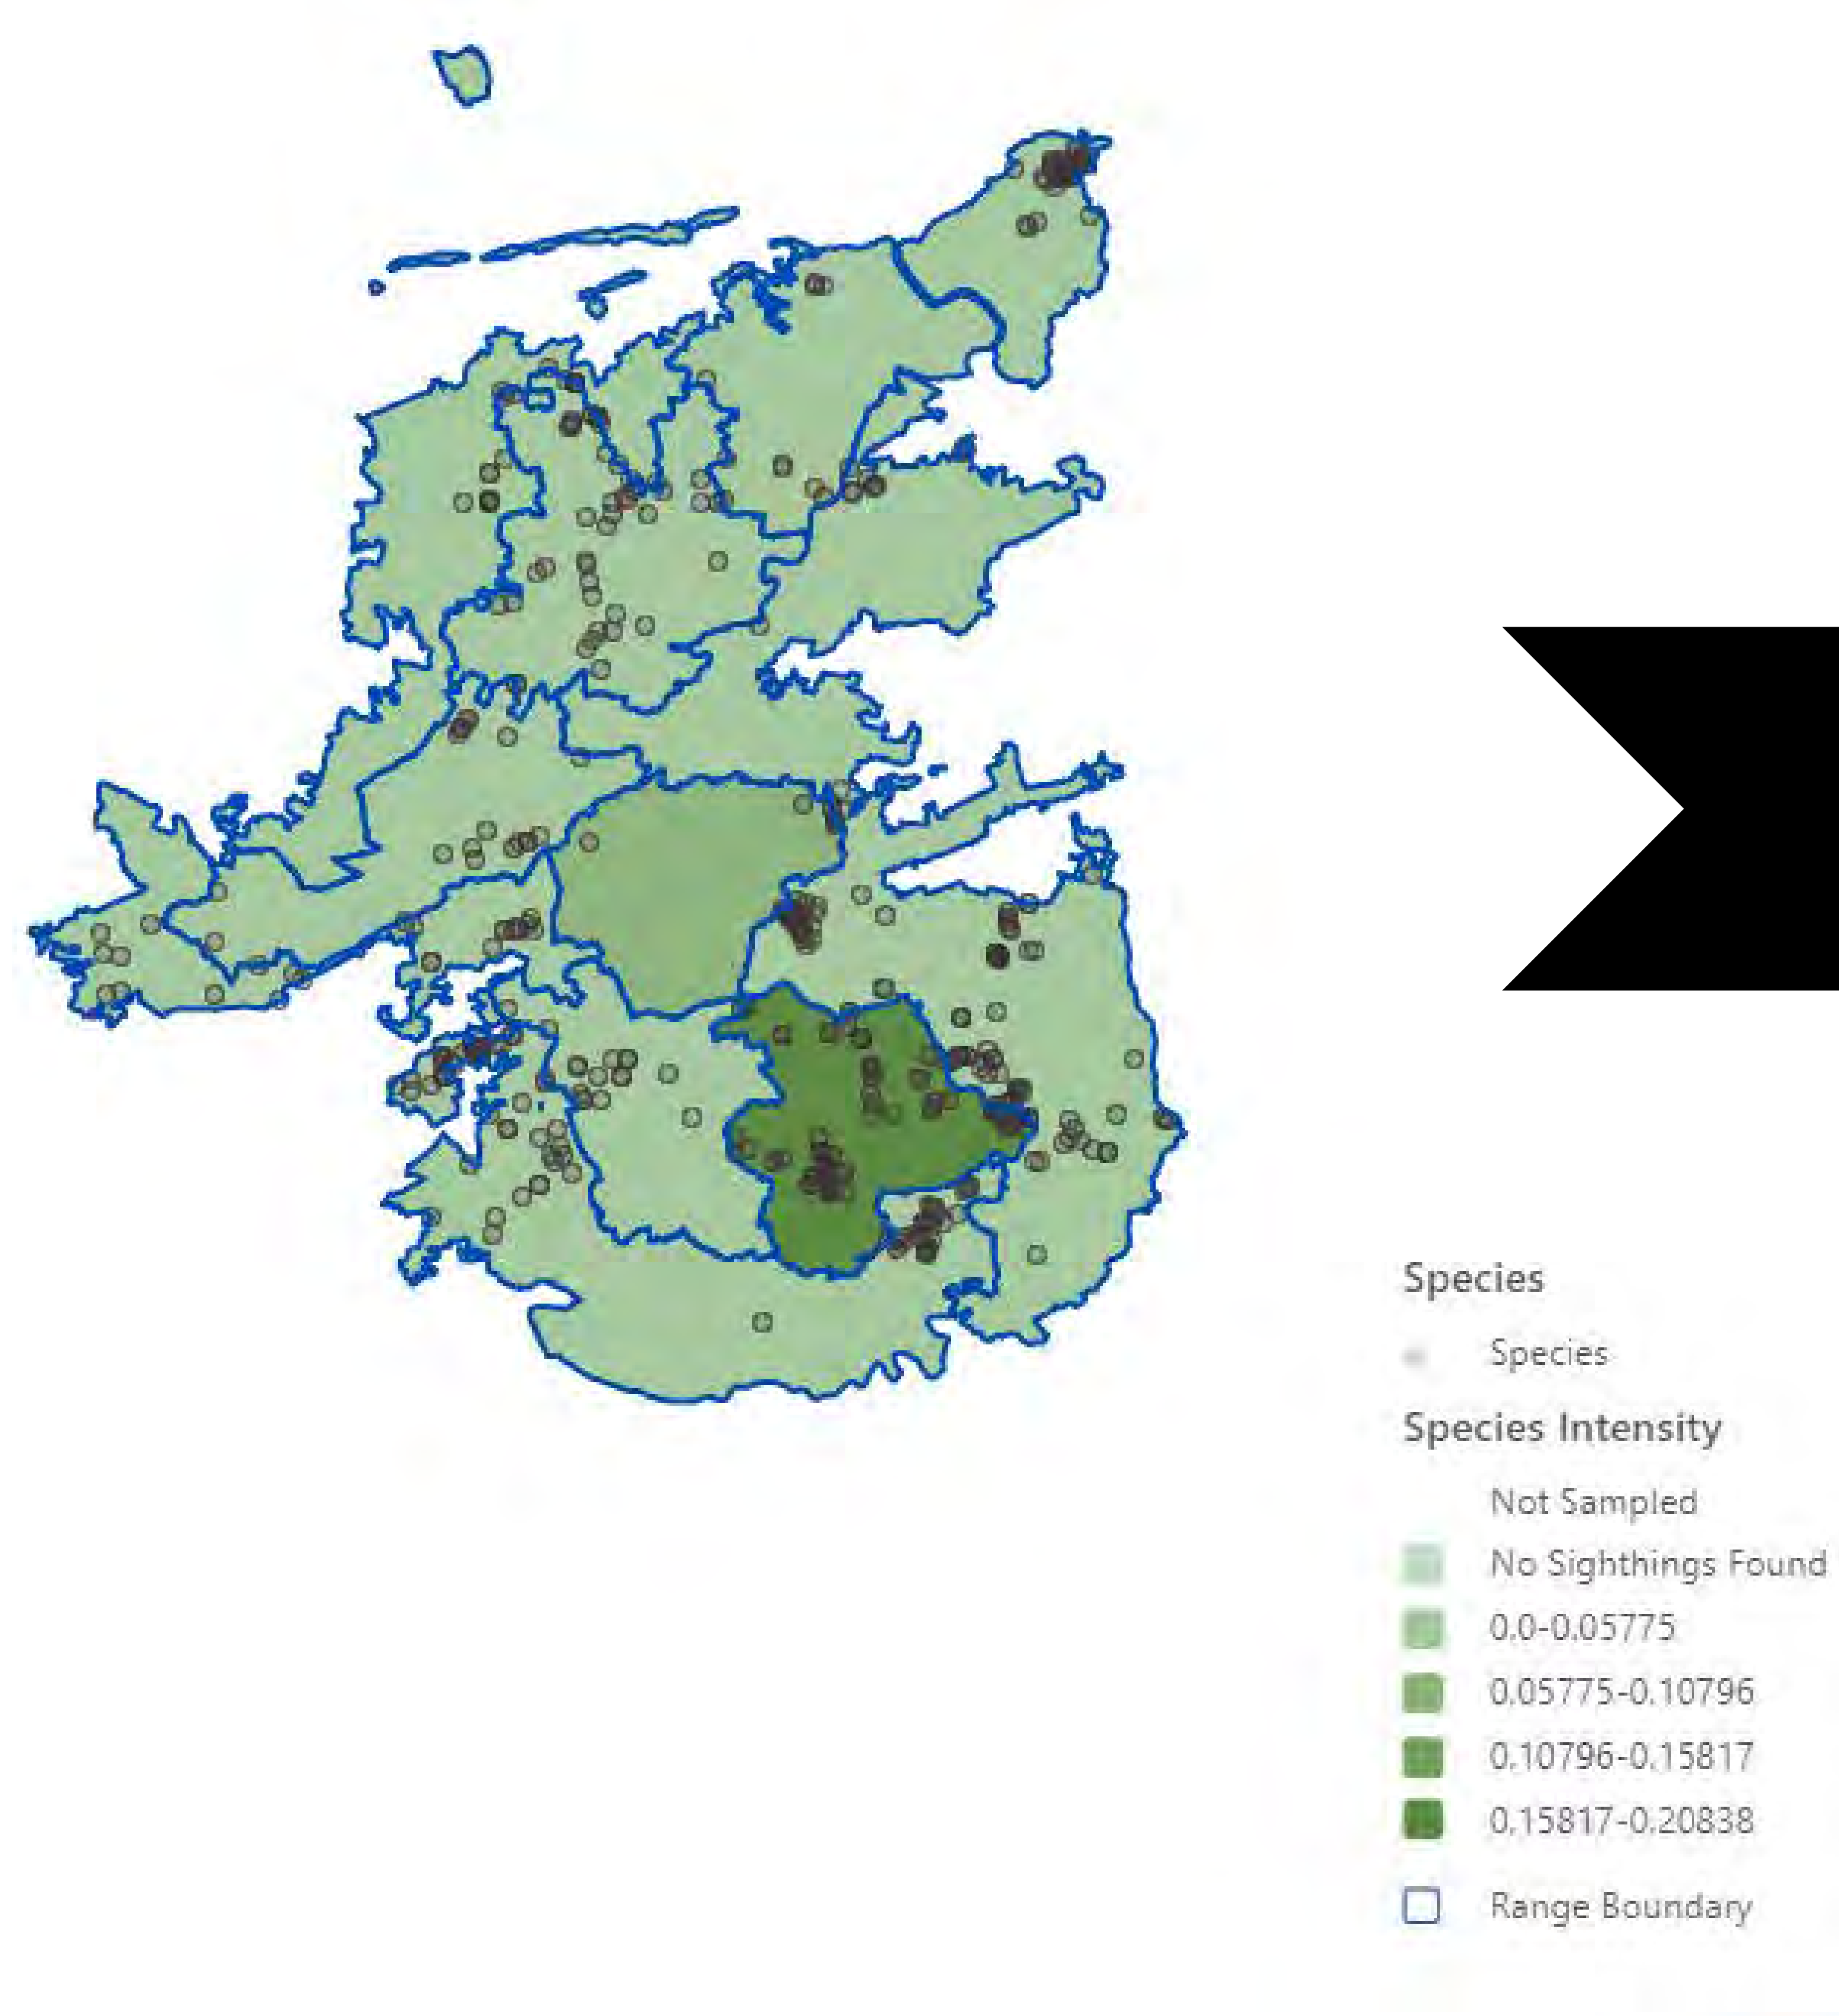 Species
Species
Species Intensity
Not Sampled
No Sighthings Found
0.0-0.05775
0.05775-0.10796
0.10796-0.15817
0.15817-0.20838
Range Boundary